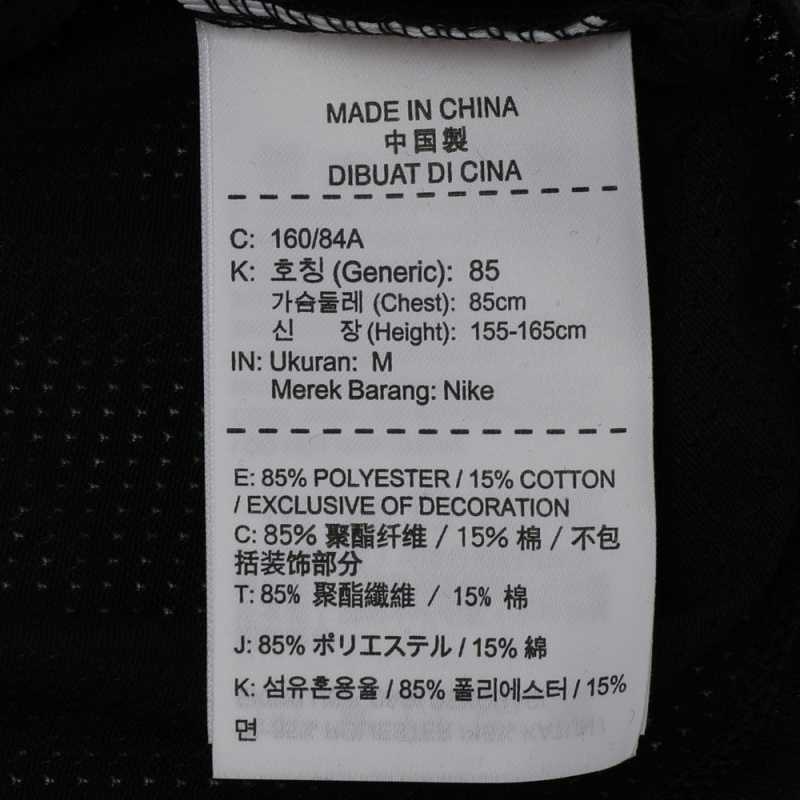 MADE IN CHINA
中国製
DIBUAT DI CINA
C: 160/84A
K: 호칭 (Generic): 85
가슴둘레 (Chest): 85cm
신 장 (Height): 155-165cm
IN: Ukuran: M
Merek Barang: Nike
E: 85% POLYESTER / 15% COTTON
/ EXCLUSIVE OF DECORATION
C: 85% 聚酯纤维 / 15% 棉 / 不包
括装饰部分
T: 85% 聚酯纖維 / 15% 棉
J: 85% ポリエステル / 15% 綿
K: 섬유혼용율 / 85% 폴리에스터 / 15%
면